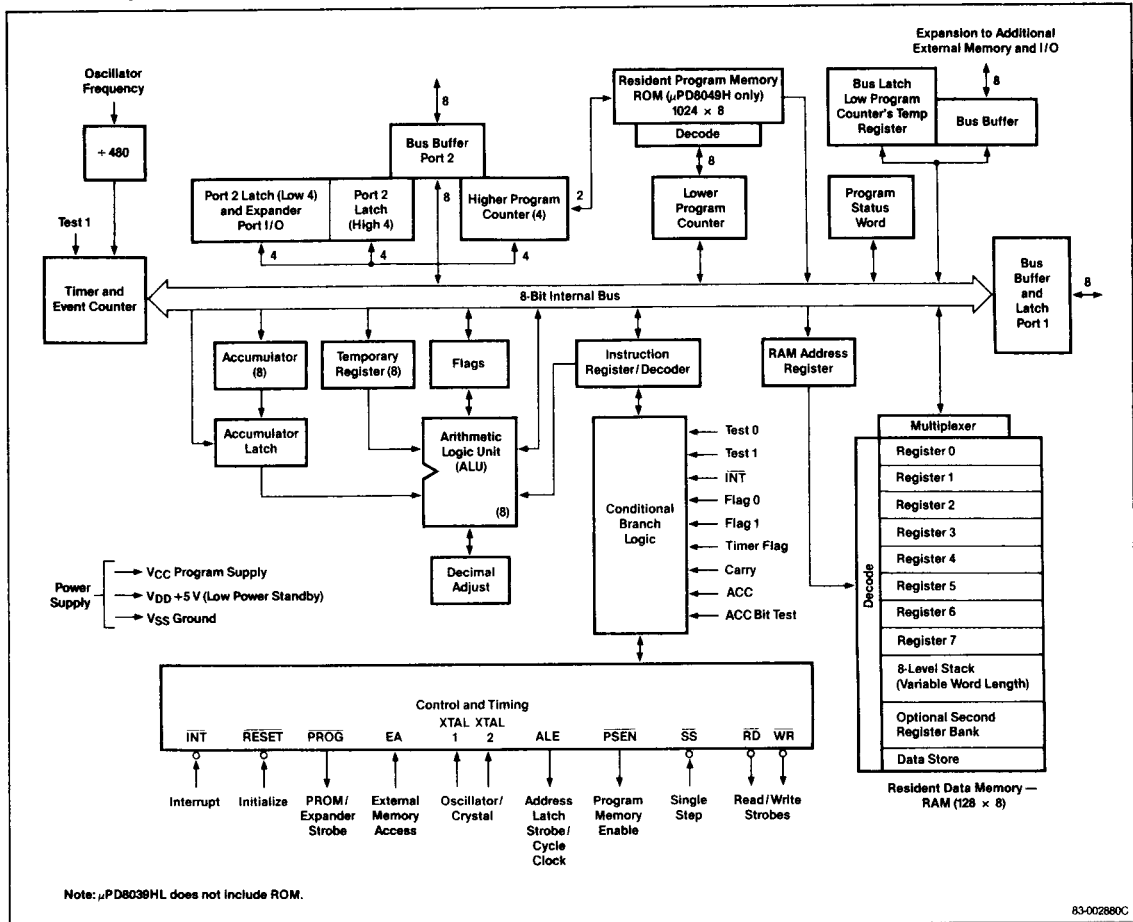 Expansion to Additional
External Memory and I/O
Oscillator
Frequency
8
÷ 480
Bus Buffer
Port 2
Resident Program Memory
ROM (μPD8049H only)
1024 × 8
Decode
Bus Latch
Low Program
Counter's Temp
Register
8
Bus Buffer
Test 1
Port 2 Latch (Low 4)
and Expander
Port I/O
Port 2
Latch
(High 4)
8
Higher Program
Counter (4)
2
8
Lower
Program
Counter
Program
Status
Word
4
4
4
Timer and
Event Counter
8-Bit Internal Bus
Bus
Buffer
and
Latch
Port 1
8
Accumulator
(8)
Temporary
Register (8)
Flags
Instruction
Register/Decoder
RAM Address
Register
Accumulator
Latch
Arithmetic
Logic Unit
(ALU)
(8)
Decimal
Adjust
Conditional
Branch
Logic
Test 0
Test 1
I̅N̅T̅
Flag 0
Flag 1
Timer Flag
Carry
ACC
ACC Bit Test
Multiplexer
Decode
Register 0
Register 1
Register 2
Register 3
Register 4
Register 5
Register 6
Register 7
8-Level Stack
(Variable Word Length)
Optional Second
Register Bank
Data Store
Resident Data Memory —
RAM (128 × 8)
Power
Supply
VCC Program Supply
VDD +5 V (Low Power Standby)
VSS Ground
Control and Timing
XTAL XTAL
I̅N̅T̅ R̅E̅S̅E̅T̅ P̅R̅O̅G̅ EA 1 2 ALE P̅S̅E̅N̅ S̅S̅ R̅D̅ W̅R̅
Interrupt
Initialize
PROM/
Expander
Strobe
External
Memory
Access
Oscillator/
Crystal
Address
Latch
Strobe/
Cycle
Clock
Program
Memory
Enable
Single
Step
Read/Write
Strobes
Note: μPD8039HL does not include ROM.
83-002880C